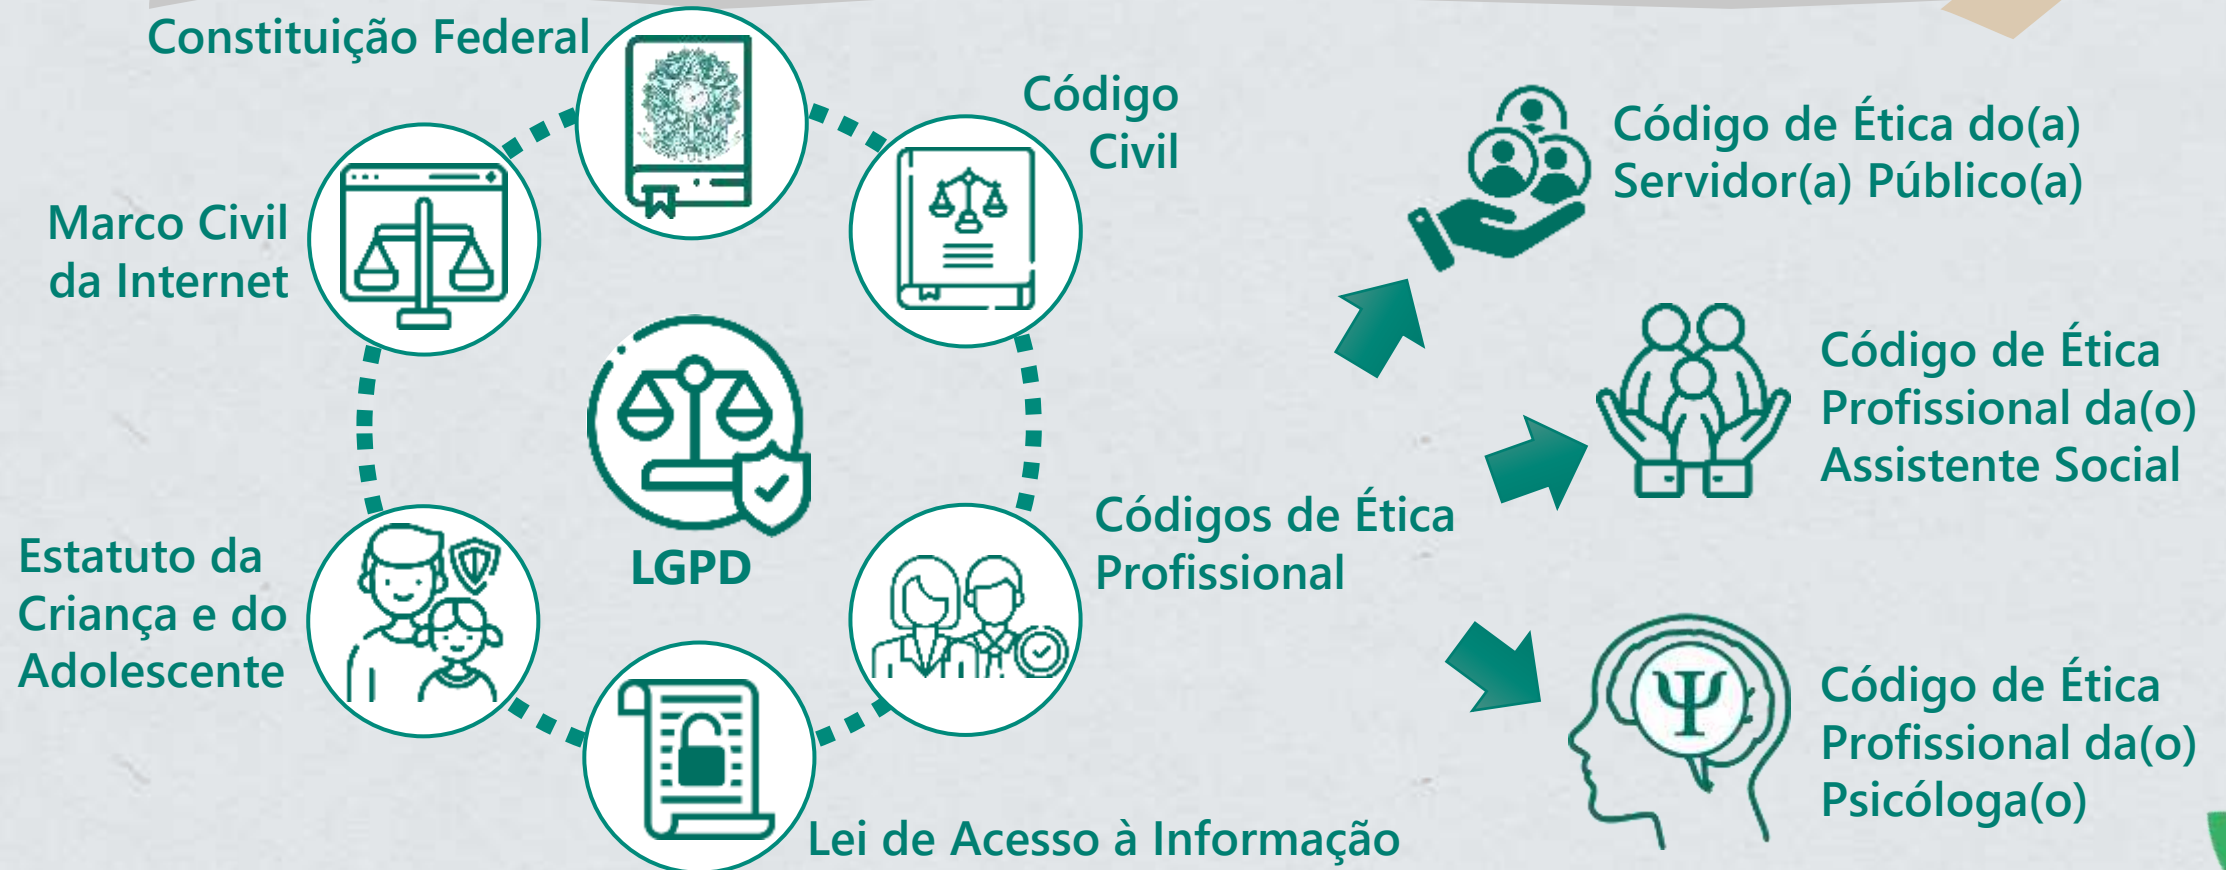 Constituição Federal
Código
Civil
Marco Civil
da Internet
LGPD
Estatuto da
Criança e do
Adolescente
Códigos de Ética
Profissional
Lei de Acesso à Informação
Código de Ética do(a)
Servidor(a) Público(a)
Código de Ética
Profissional da(o)
Assistente Social
Código de Ética
Profissional da(o)
Psicóloga(o)